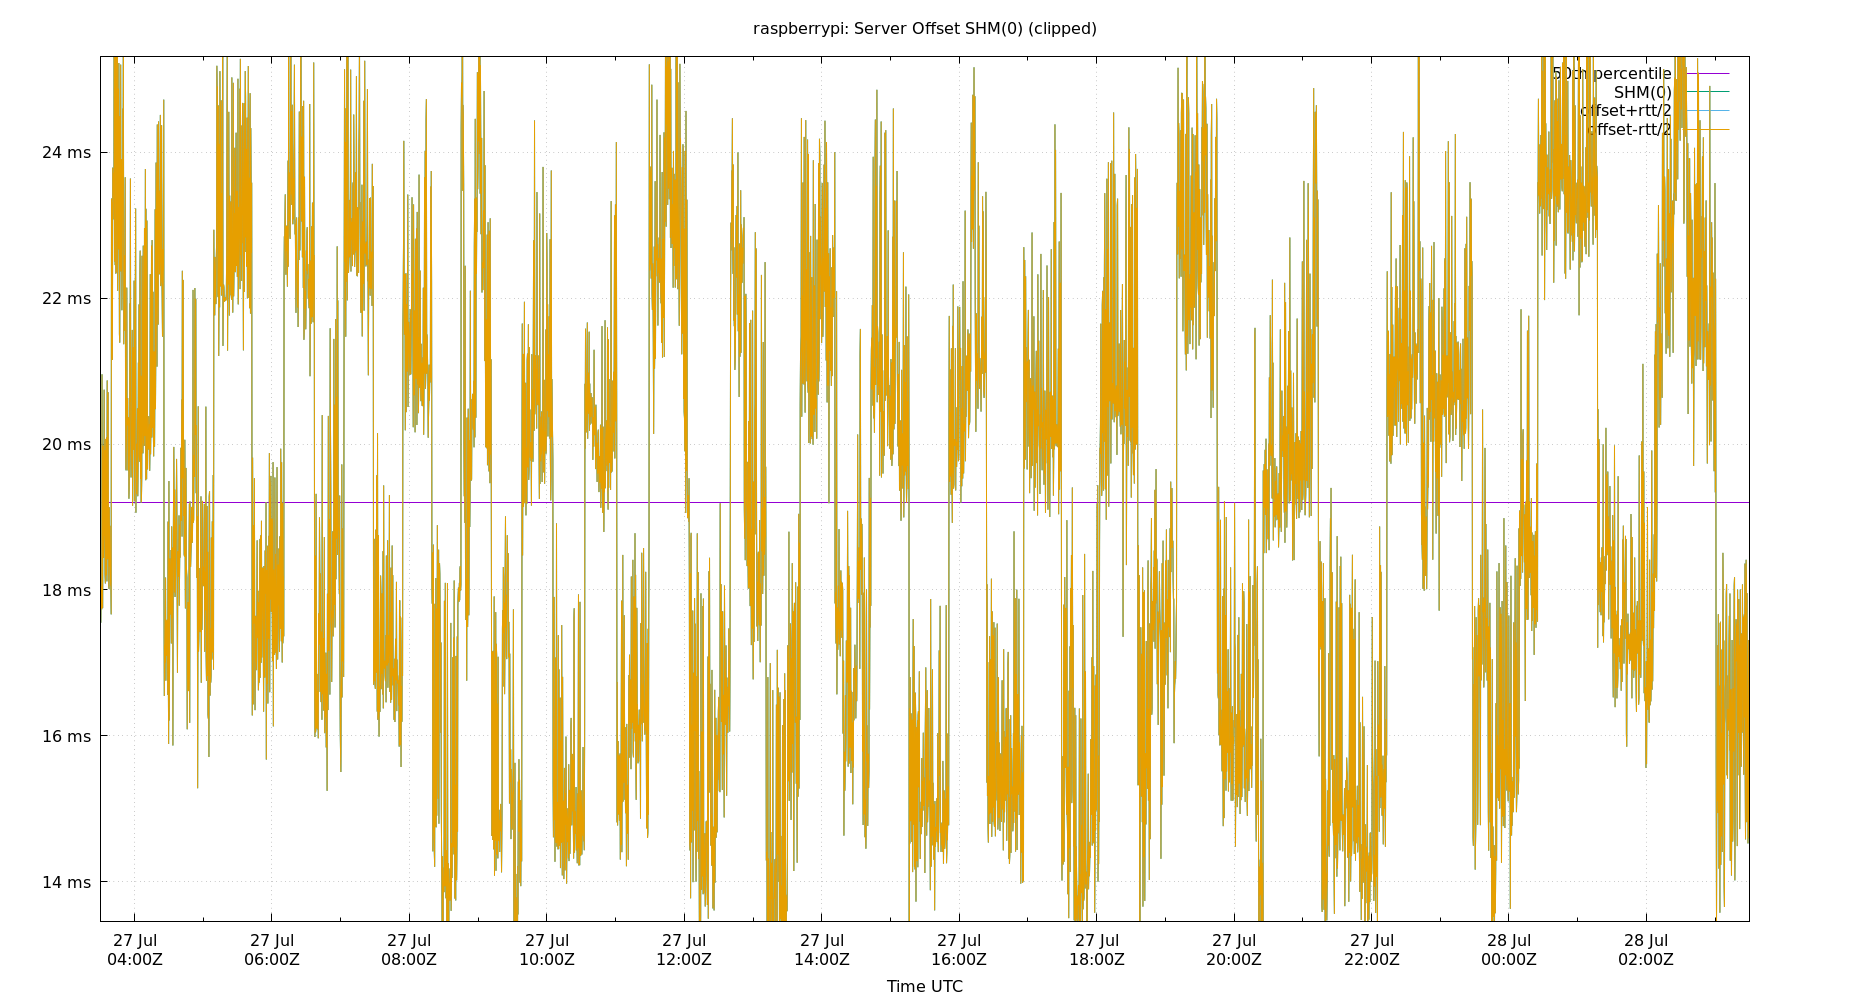 raspberrypi: Server Offset SHM(0) (clipped)
50th percentile
SHM(0)
offset+rtt/2
offset-rtt/2
24 ms
22 ms
20 ms
18 ms
16 ms
14 ms
27 Jul 27 Jul 27 Jul 27 Jul 27 Jul 27 Jul 27 Jul 27 Jul 27 Jul 27 Jul 28 Jul 28 Jul
04:00Z 06:00Z 08:00Z 10:00Z 12:00Z 14:00Z 16:00Z 18:00Z 20:00Z 22:00Z 00:00Z 02:00Z
Time UTC